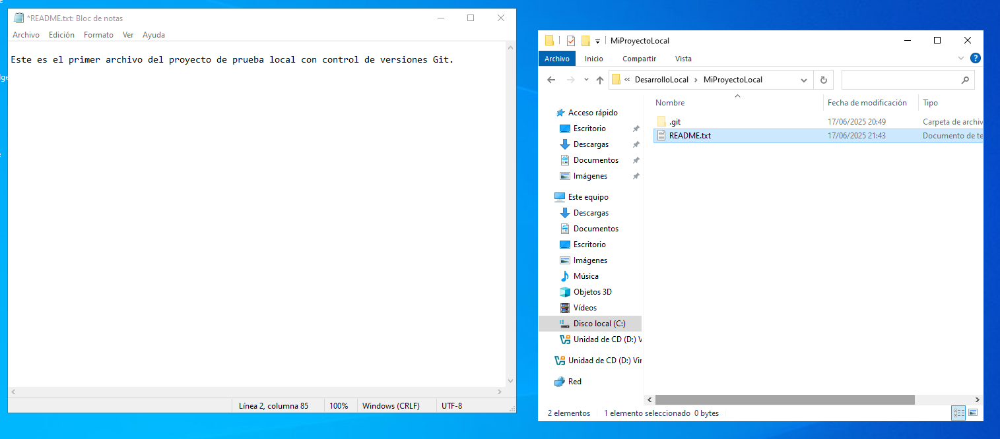 *README.txt: Bloc de notas
Archivo Edición Formato Ver Ayuda
Este es el primer archivo del proyecto de prueba local con control de versiones Git.
Línea 2, columna 85 100% Windows (CRLF) UTF-8
MiProyectoLocal
Archivo Inicio Compartir Vista
« DesarrolloLocal > MiProyectoLocal
Nombre Fecha de modificación Tipo
.git 17/06/2025 20:49 Carpeta de archiv
README.txt 17/06/2025 21:43 Documento de te
Acceso rápido
Escritorio
Descargas
Documentos
Imágenes
Este equipo
Descargas
Documentos
Escritorio
Imágenes
Música
Objetos 3D
Vídeos
Disco local (C:)
Unidad de CD (D:) V
Unidad de CD (D:) Vir
Red
2 elementos 1 elemento seleccionado 0 bytes